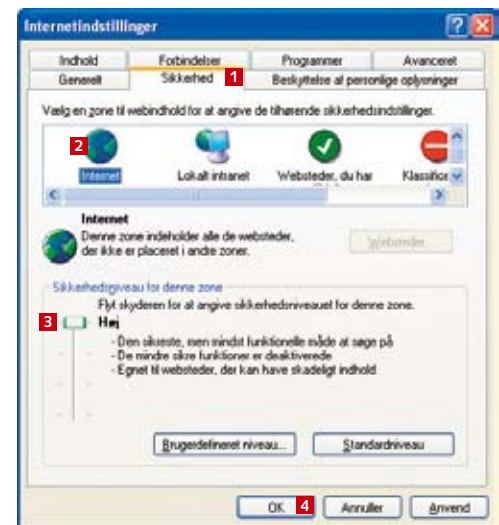 Internetindstillinger
Indhold Forbindelser Programmer Avanceret
Generelt Sikkerhed 1 Beskyttelse af personlige oplysninger
Vælg en zone til webindhold for at angive de tilhørende sikkerhedsindstillinger.
2
Internet Lokalt intranet Websteder, du har Klassifice
Internet
Denne zone indeholder alle de websteder,
der ikke er placeret i andre zoner.
Websteder...
Sikkerhedsniveau for denne zone
Flyt skyderen for at angive sikkerhedsniveauet for denne zone.
3 Høj
- Den sikreste, men mindst funktionelle måde at søge på
- De mindre sikre funktioner er deaktiverede
- Egnet til websteder, der kan have skadeligt indhold
Brugerdefineret niveau... Standardniveau
OK 4 Annuller Anvend